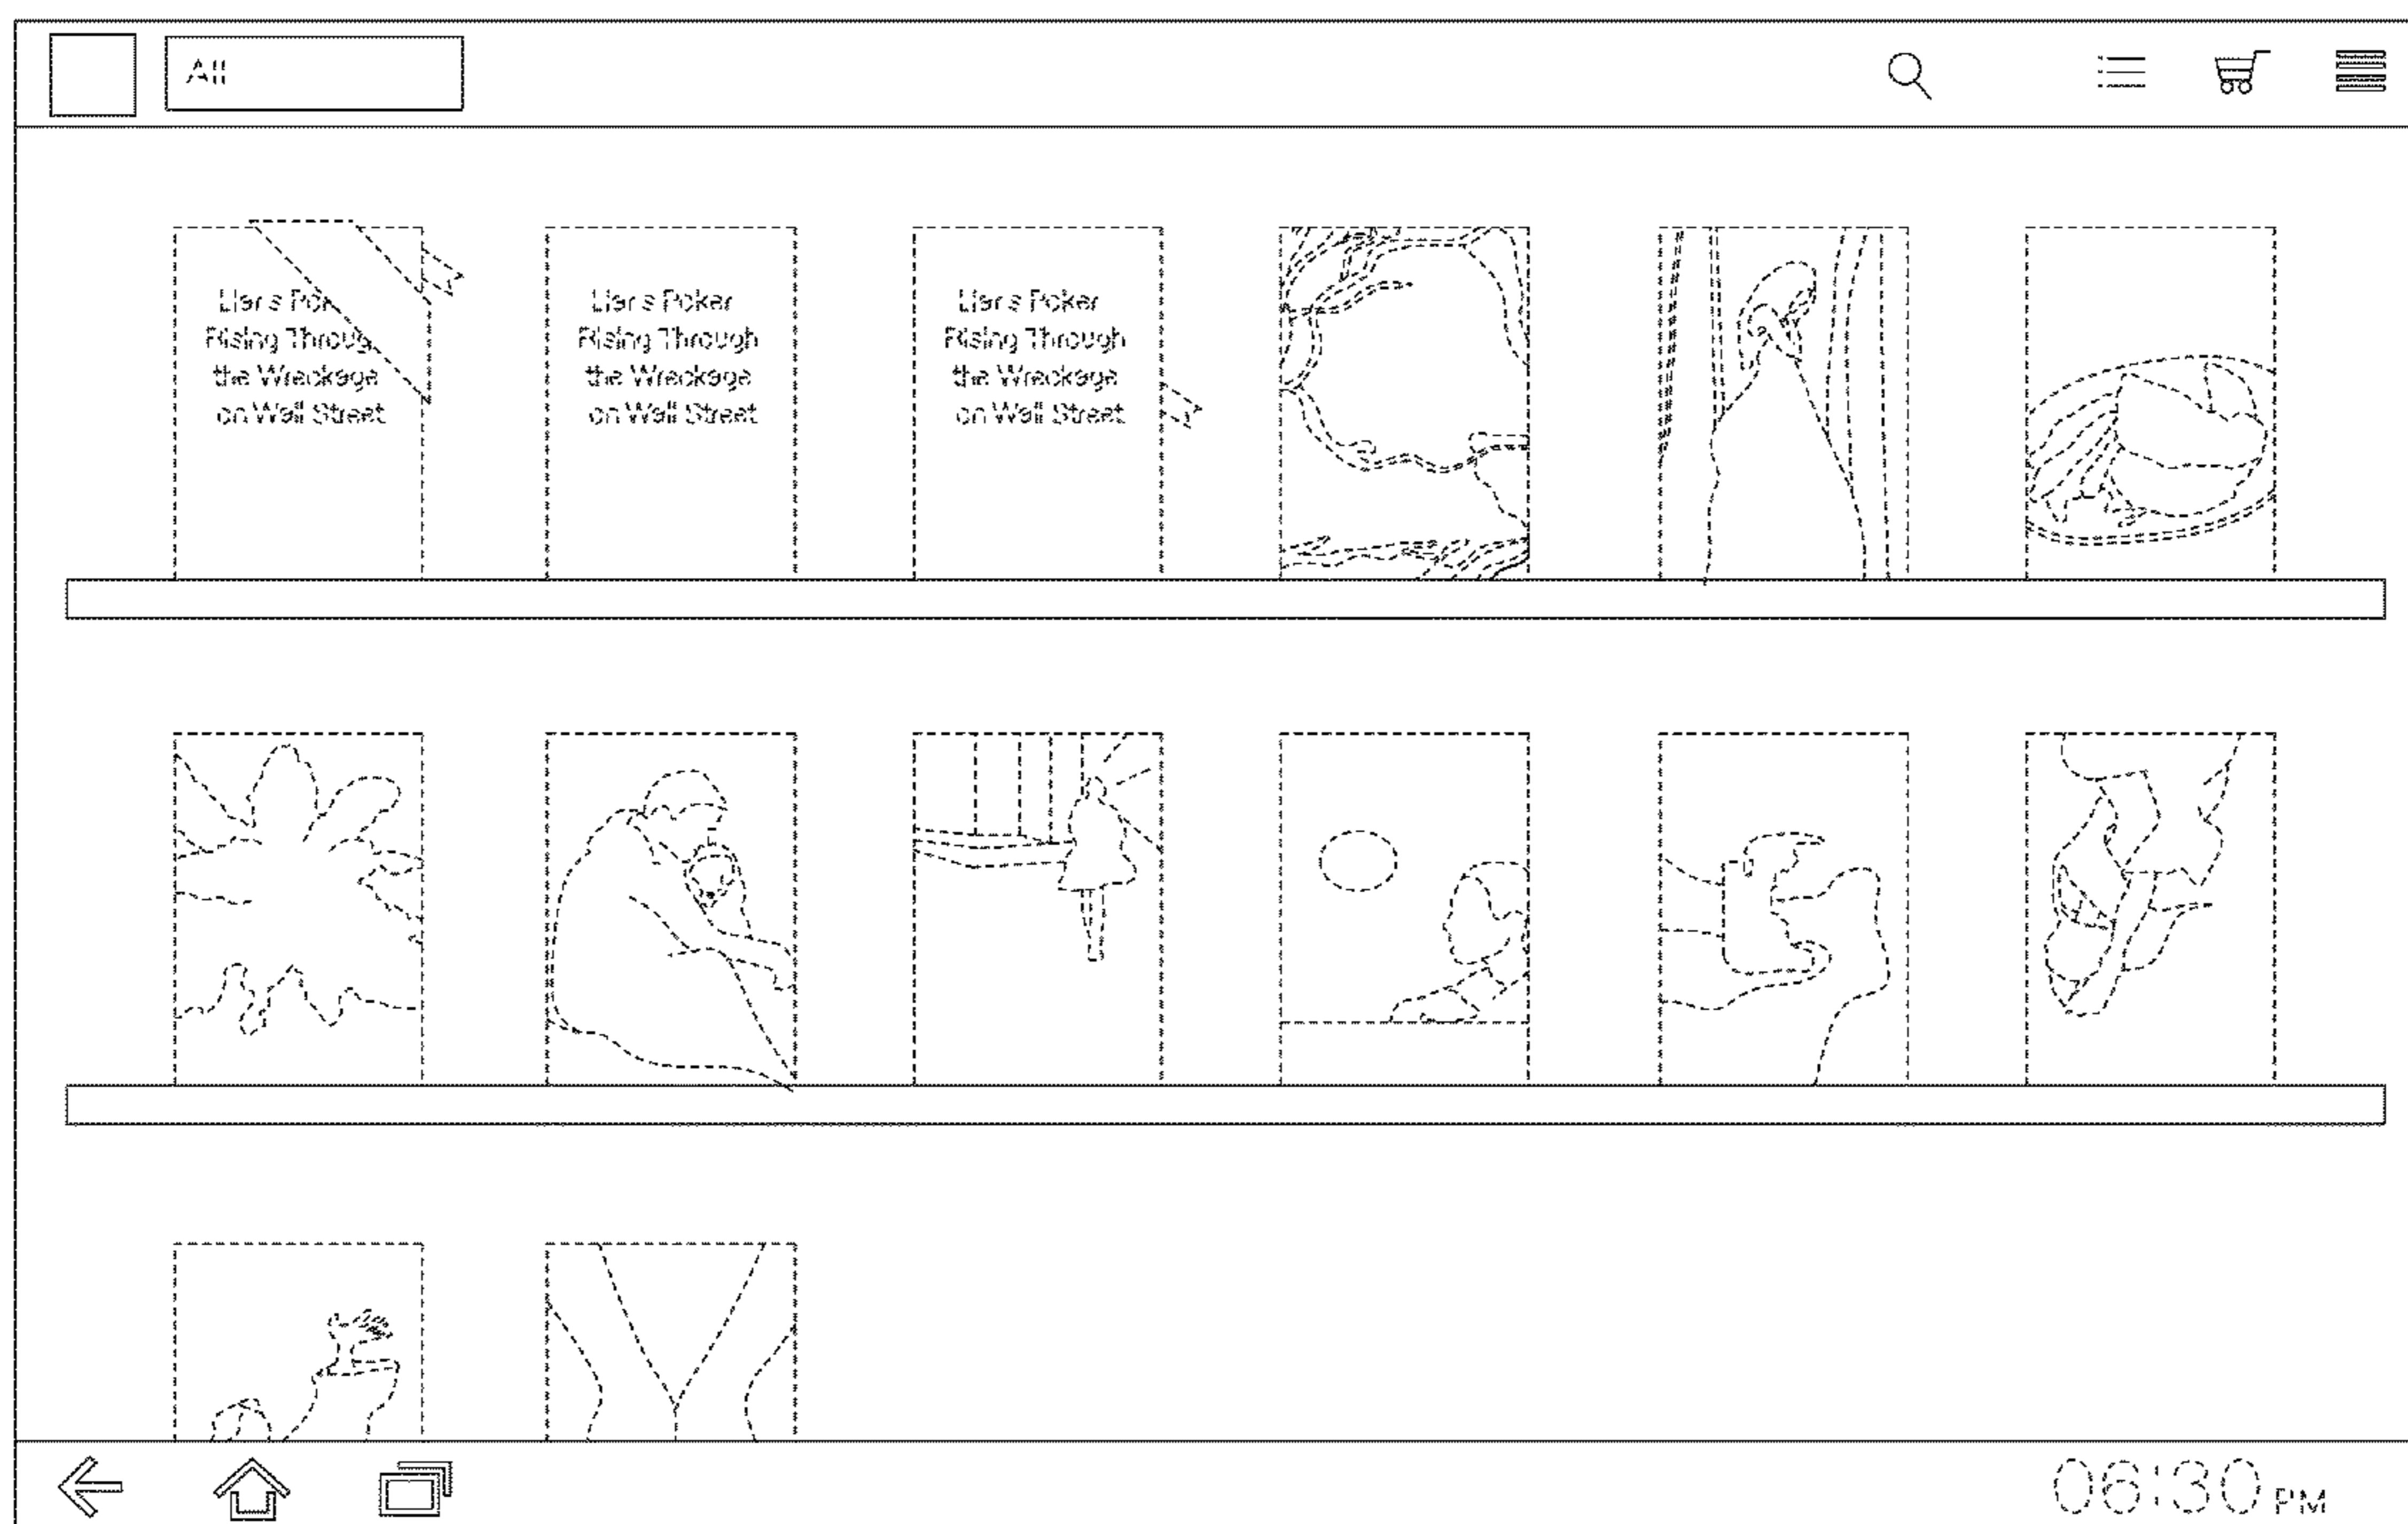 All
Liar s Pok
Rising Throug
the Wreckage
on Wall Street
Liar s Poker
Rising Through
the Wreckage
on Wall Street
Liar s Poker
Rising Through
the Wreckage
on Wall Street
06:30 PM